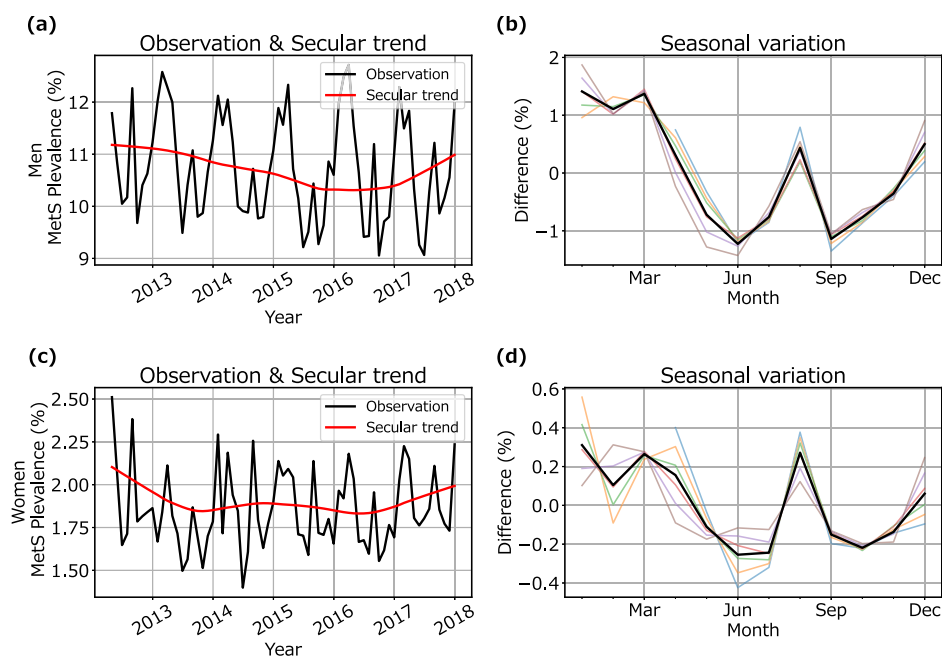 (a)
Observation & Secular trend
Men
MetS Plevalence (%)
12
11
10
9
Observation
Secular trend
2013
2014
2015
2016
2017
2018
Year
(b)
Seasonal variation
Difference (%)
2
1
0
−1
Mar
Jun
Sep
Dec
Month
(c)
Observation & Secular trend
Women
MetS Plevalence (%)
2.50
2.25
2.00
1.75
1.50
Observation
Secular trend
2013
2014
2015
2016
2017
2018
Year
(d)
Seasonal variation
Difference (%)
0.6
0.4
0.2
0.0
−0.2
−0.4
Mar
Jun
Sep
Dec
Month